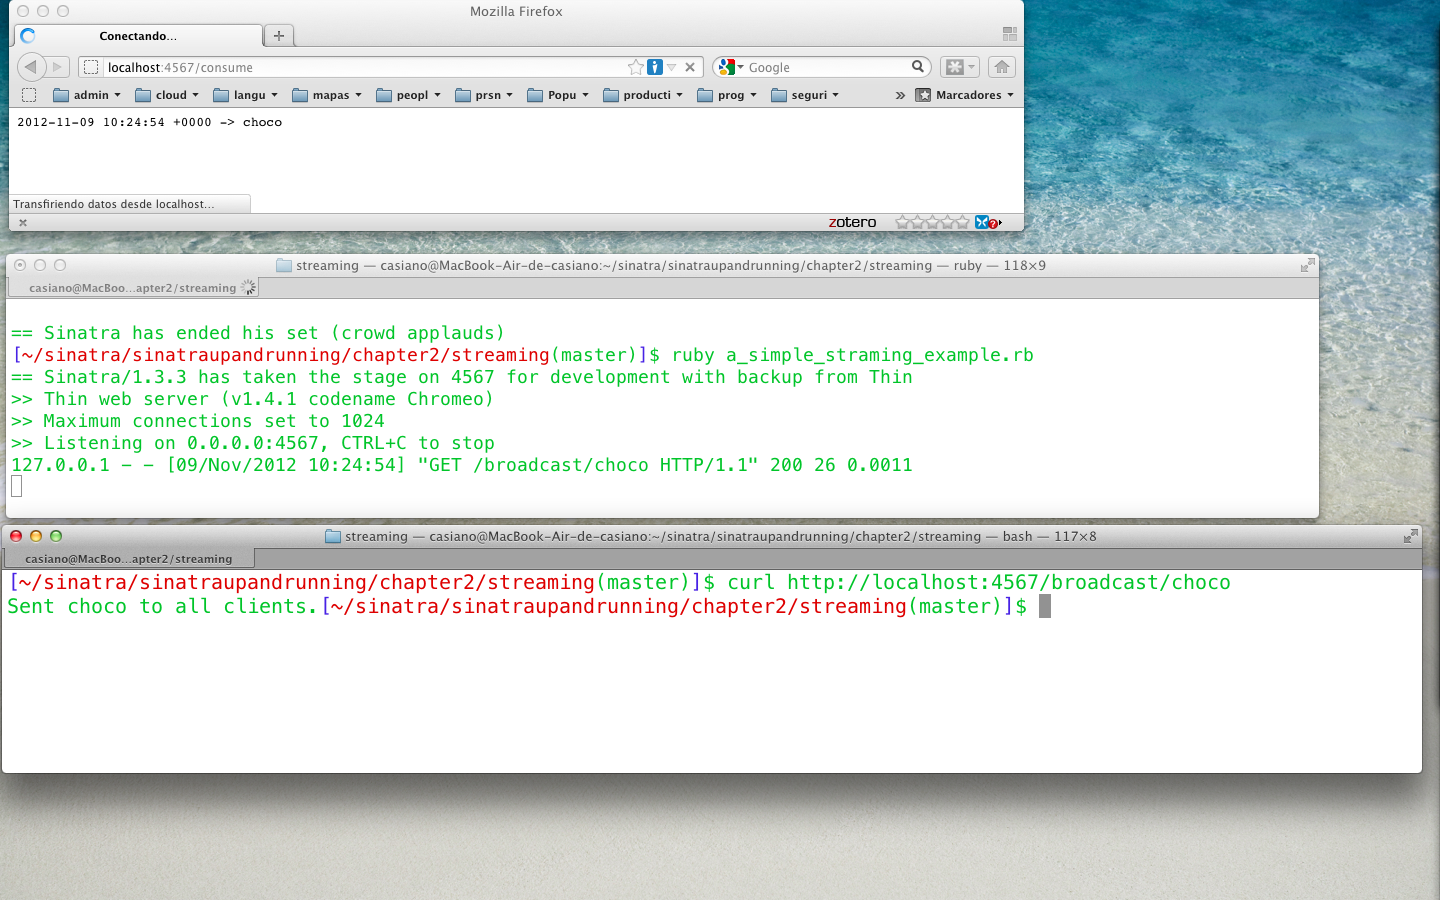 Mozilla Firefox
Conectando...
localhost:4567/consume
Google
admin cloud langu mapas peopl prsn Popu producti prog seguri » Marcadores
2012-11-09 10:24:54 +0000 -> choco
Transfiriendo datos desde localhost...
zotero
streaming — casiano@MacBook-Air-de-casiano:~/sinatra/sinatraupandrunning/chapter2/streaming — ruby — 118×9
casiano@MacBoo...apter2/streaming
== Sinatra has ended his set (crowd applauds)
[~/sinatra/sinatraupandrunning/chapter2/streaming(master)]$ ruby a_simple_straming_example.rb
== Sinatra/1.3.3 has taken the stage on 4567 for development with backup from Thin
>> Thin web server (v1.4.1 codename Chromeo)
>> Maximum connections set to 1024
>> Listening on 0.0.0.0:4567, CTRL+C to stop
127.0.0.1 - - [09/Nov/2012 10:24:54] "GET /broadcast/choco HTTP/1.1" 200 26 0.0011
streaming — casiano@MacBook-Air-de-casiano:~/sinatra/sinatraupandrunning/chapter2/streaming — bash — 117×8
casiano@MacBoo...apter2/streaming
[~/sinatra/sinatraupandrunning/chapter2/streaming(master)]$ curl http://localhost:4567/broadcast/choco
Sent choco to all clients.[~/sinatra/sinatraupandrunning/chapter2/streaming(master)]$